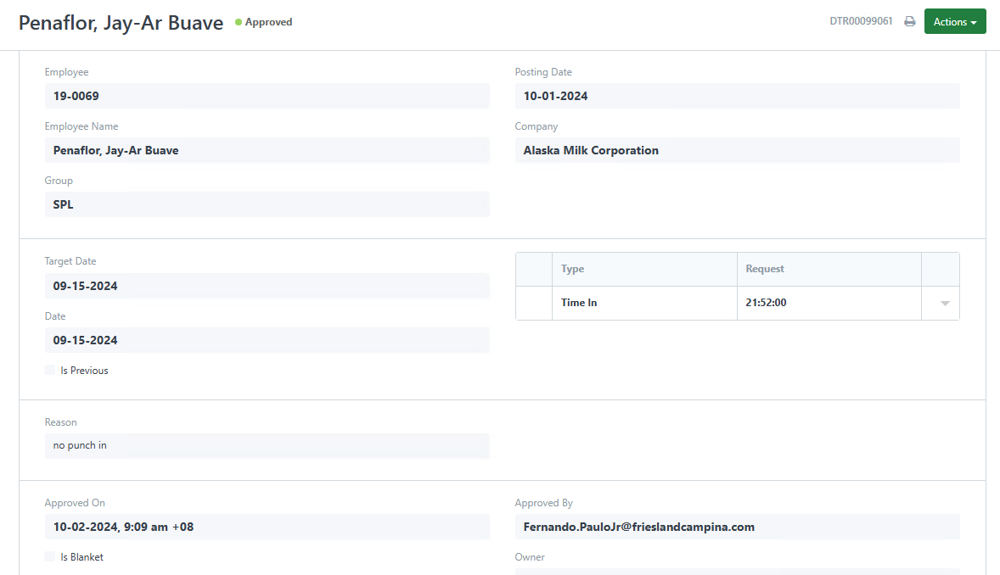 Penaflor, Jay-Ar Buave Approved DTR00099061 Actions
Employee
19-0069
Posting Date
10-01-2024
Employee Name
Penaflor, Jay-Ar Buave
Company
Alaska Milk Corporation
Group
SPL
Target Date
09-15-2024
Date
09-15-2024
Is Previous
Type Request
Time In 21:52:00
Reason
no punch in
Approved On
10-02-2024, 9:09 am +08
Is Blanket
Approved By
Fernando.PauloJr@frieslandcampina.com
Owner